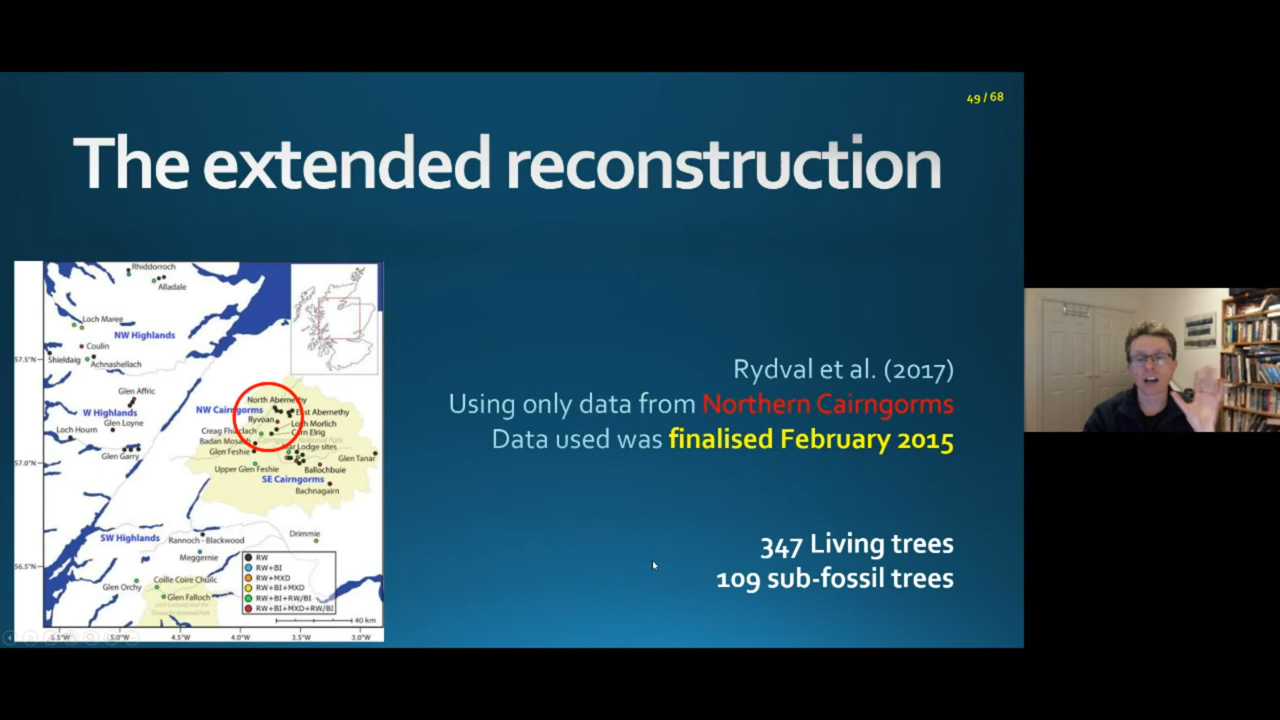 49 / 68
The extended reconstruction
Rhiddorroch
Alladale
Loch Maree
NW Highlands
Coulin
57.5°N
Shieldaig
Achnashellach
Glen Affric
North Abernethy
W Highlands
NW Cairngorms
East Abernethy
Ryvoan
Glen Loyne
Loch Morlich
Loch Hourn
Creag Fhiaclach
Carn Elrig
Badan Mosach
Mar Lodge sites
Glen Garry
Glen Feshie
Glen Tanar
57.0°N
Upper Glen Feshie
Ballochbuie
SE Cairngorms
Bachnagairn
SW Highlands
Rannoch - Blackwood
Drimmie
Meggernie
56.5°N
Glen Orchy
Coille Coire Chuilc
Glen Falloch
RW
RW+BI
RW+MXD
RW+BI+MXD
RW+BI+RW/BI
RW+BI+MXD+RW/BI
40 km
5.5°W
5.0°W
4.5°W
4.0°W
3.5°W
3.0°W
Rydval et al. (2017)
Using only data from Northern Cairngorms
Data used was finalised February 2015
347 Living trees
109 sub-fossil trees